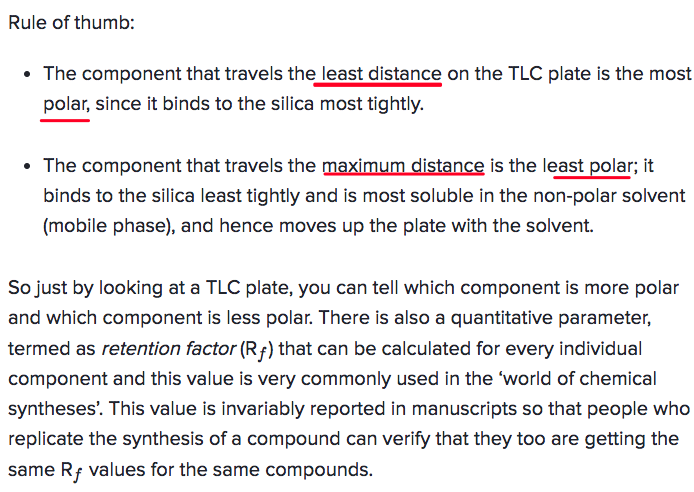 Rule of thumb:
• The component that travels the least distance on the TLC plate is the most
polar, since it binds to the silica most tightly.
• The component that travels the maximum distance is the least polar; it
binds to the silica least tightly and is most soluble in the non-polar solvent
(mobile phase), and hence moves up the plate with the solvent.
So just by looking at a TLC plate, you can tell which component is more polar
and which component is less polar. There is also a quantitative parameter,
termed as retention factor (Rf) that can be calculated for every individual
component and this value is very commonly used in the ‘world of chemical
syntheses’. This value is invariably reported in manuscripts so that people who
replicate the synthesis of a compound can verify that they too are getting the
same Rf values for the same compounds.